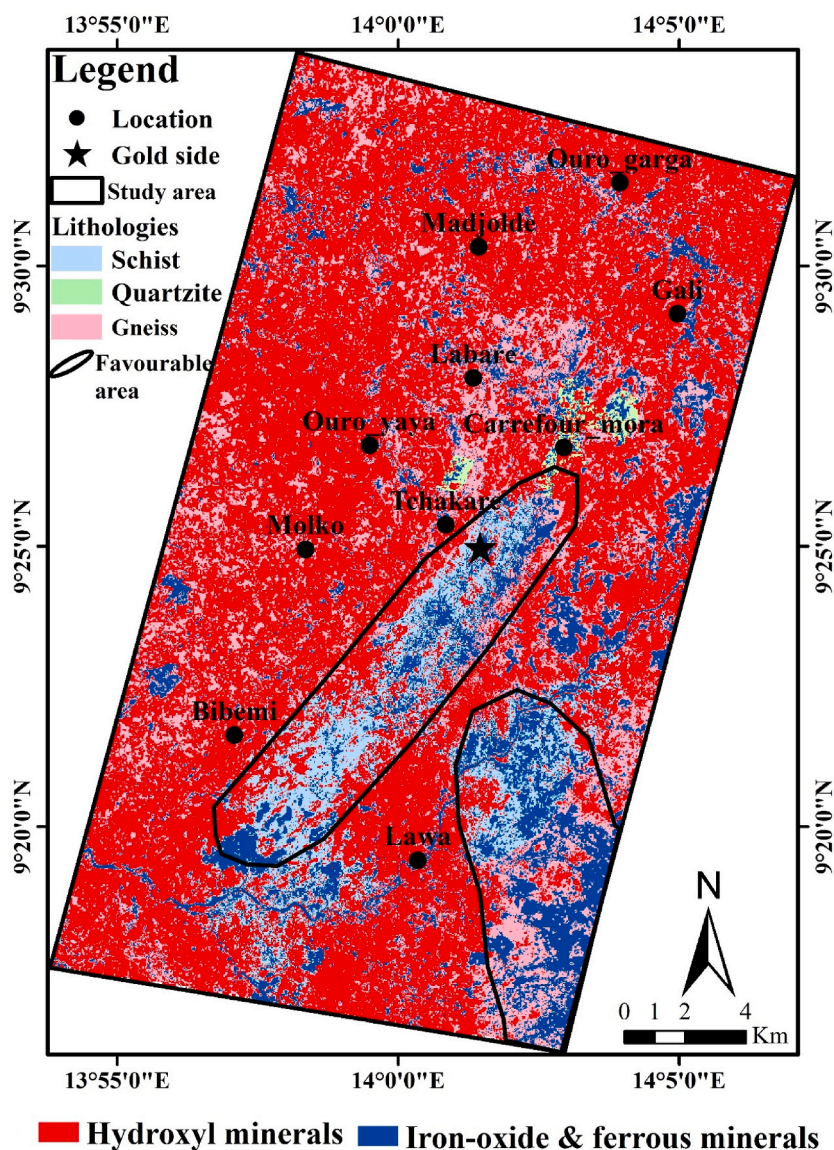 13°55'0"E 14°0'0"E 14°5'0"E
Legend
Location
Gold side
Study area
Lithologies
Schist
Quartzite
Gneiss
Favourable
area
9°30'0"N
9°25'0"N
9°20'0"N
Ouro_garga
Madjolde
Gali
Labare
Ouro_yaya
Carrefour_mora
Tchakare
Molko
Bibemi
Lawa
9°30'0"N
9°25'0"N
9°20'0"N
N
0 1 2 4
Km
13°55'0"E 14°0'0"E 14°5'0"E
Hydroxyl minerals Iron-oxide & ferrous minerals